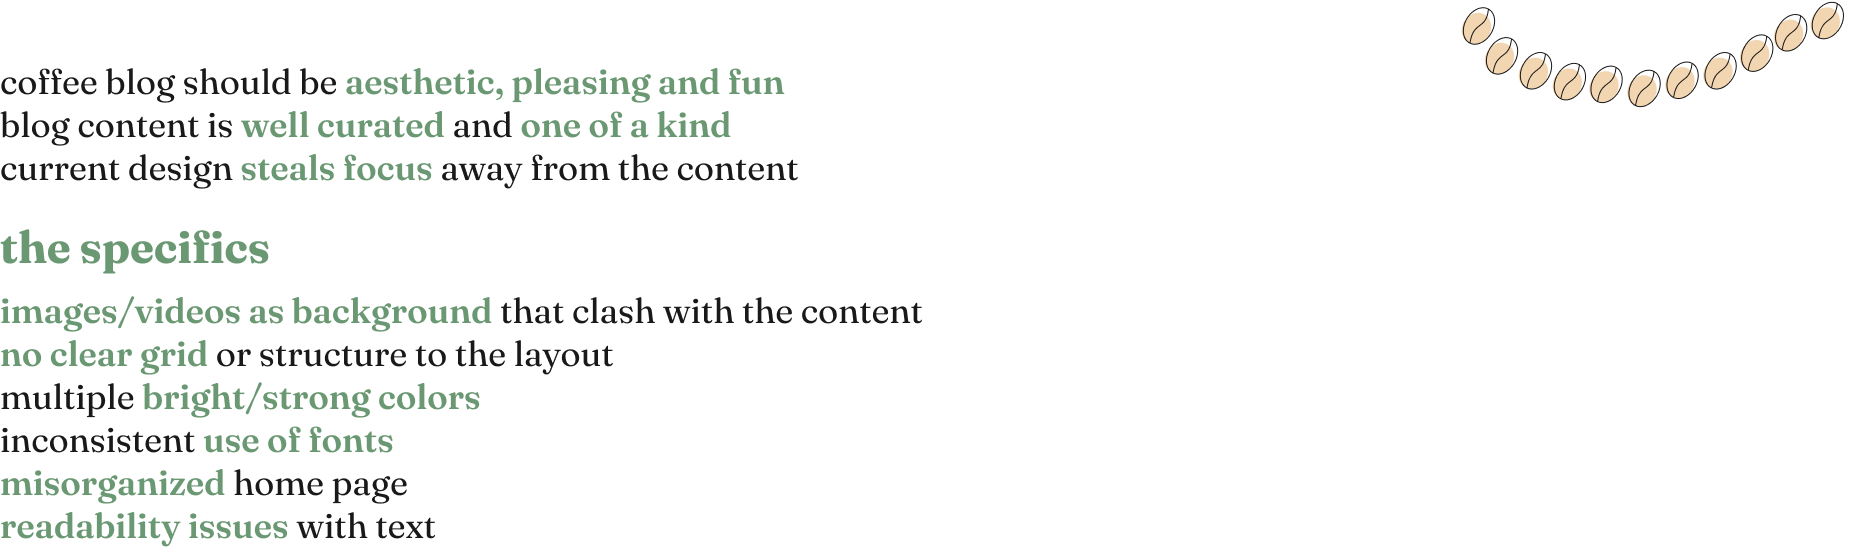 coffee blog should be aesthetic, pleasing and fun
blog content is well curated and one of a kind
current design steals focus away from the content
the specifics
images/videos as background that clash with the content
no clear grid or structure to the layout
multiple bright/strong colors
inconsistent use of fonts
misorganized home page
readability issues with text